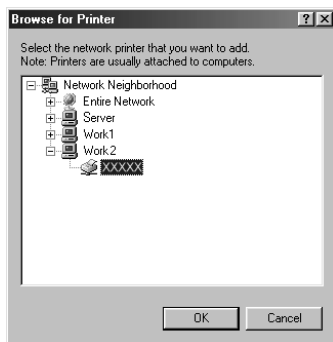 Browse for Printer
Select the network printer that you want to add.
Note: Printers are usually attached to computers.
Network Neighborhood
Entire Network
Server
Work1
Work2
XXXXX
OK Cancel